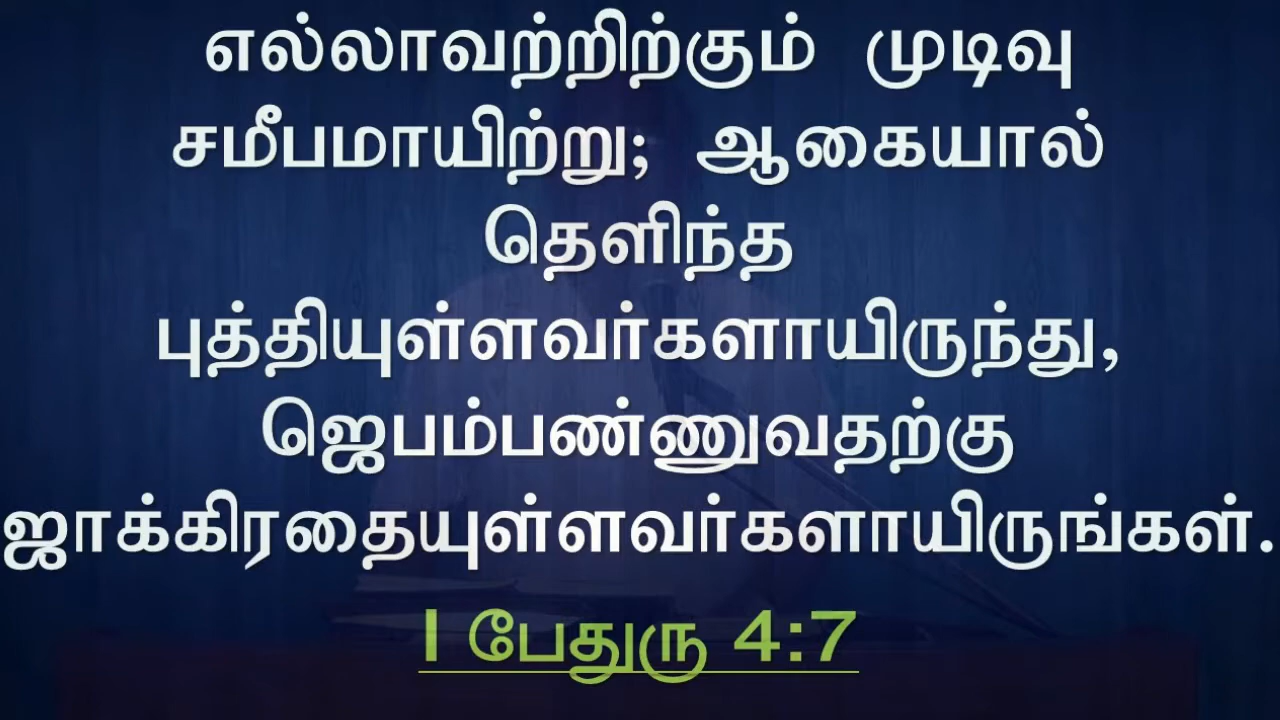 எல்லாவற்றிற்கும் முடிவு
சமீபமாயிற்று; ஆகையால்
தெளிந்த
புத்தியுள்ளவர்களாயிருந்து,
ஜெபம்பண்ணுவதற்கு
ஜாக்கிரதையுள்ளவர்களாயிருங்கள்.
I பேதுரு 4:7